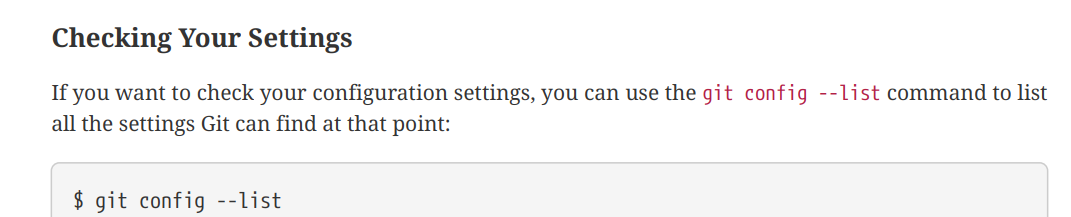 Checking Your Settings
If you want to check your configuration settings, you can use the git config --list command to list
all the settings Git can find at that point:
$ git config --list